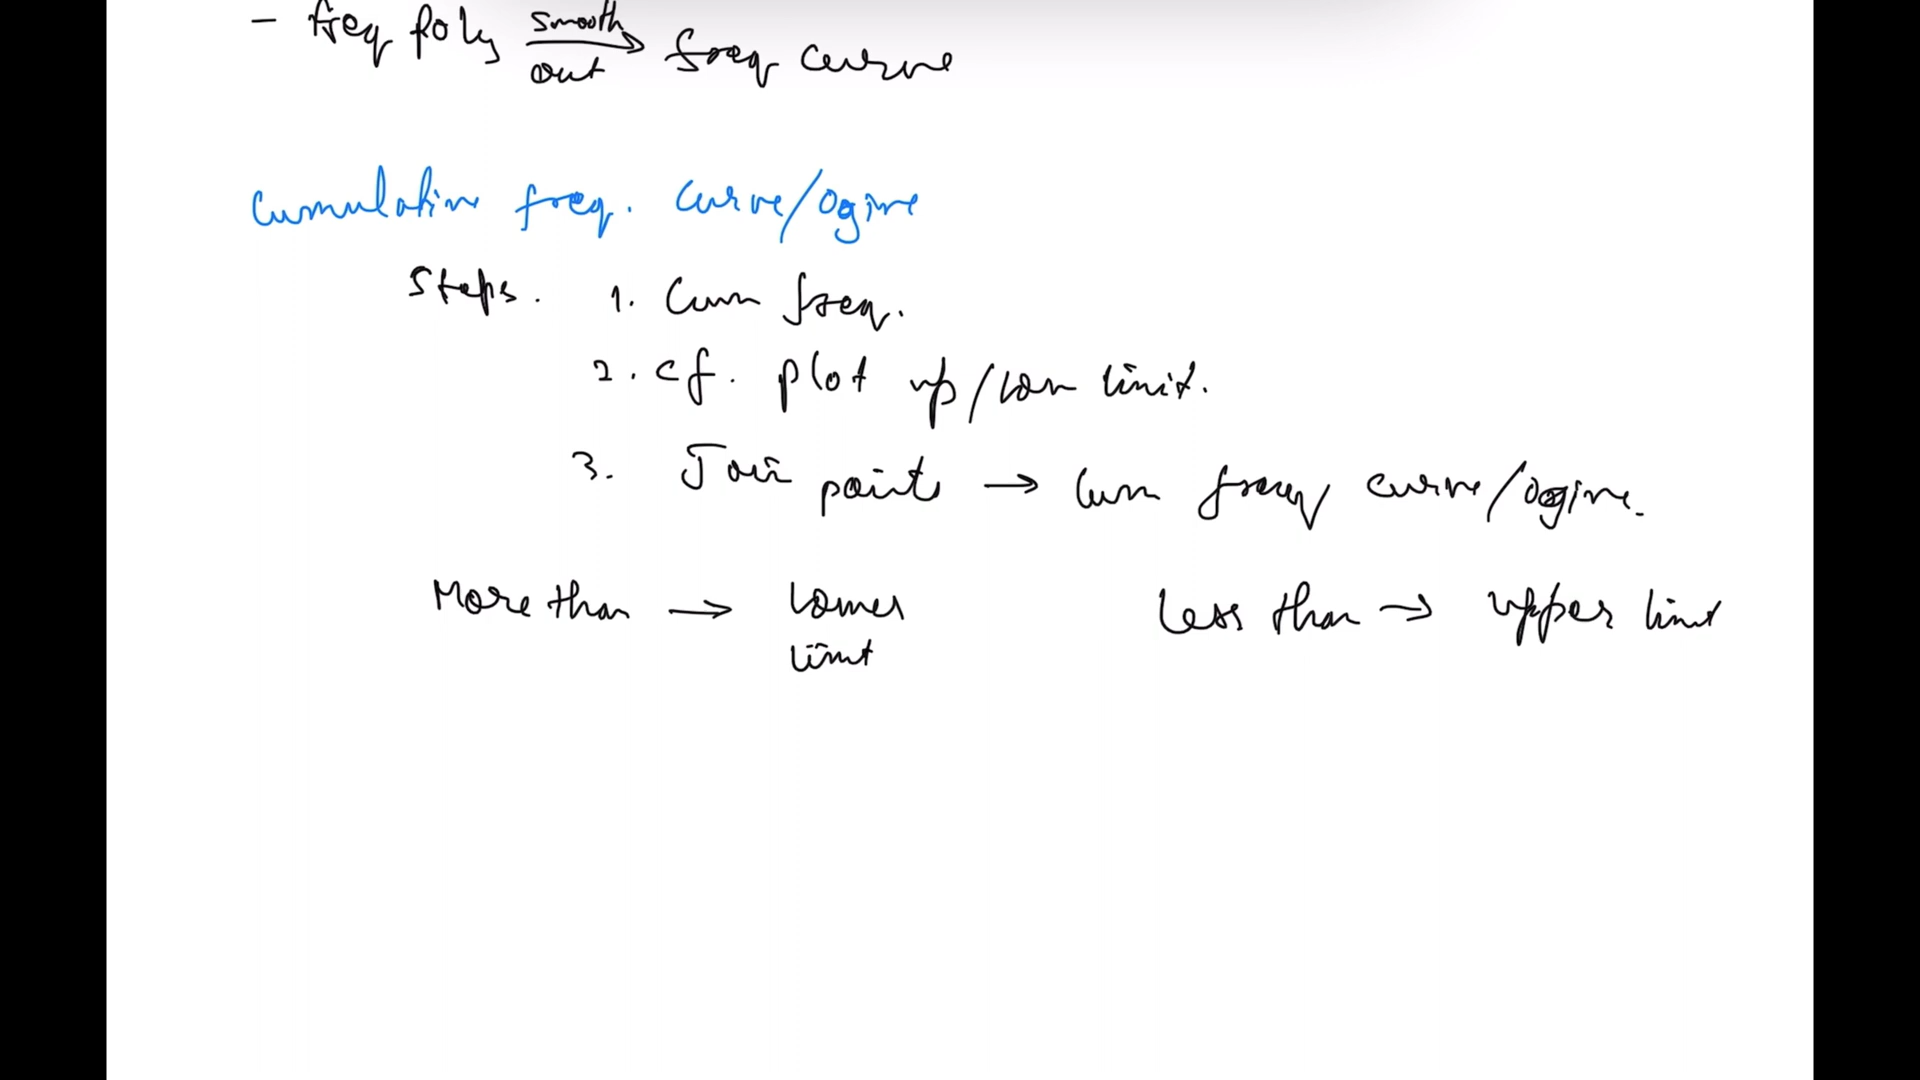 - freq poly smooth out → freq curve
Cumulative freq. curve/ogive
Steps. 1. Cum freq.
2. cf. plot up/low limit.
3. Join points → Cum freq curve/ogive.
More than → lower limit
less than → upper limit